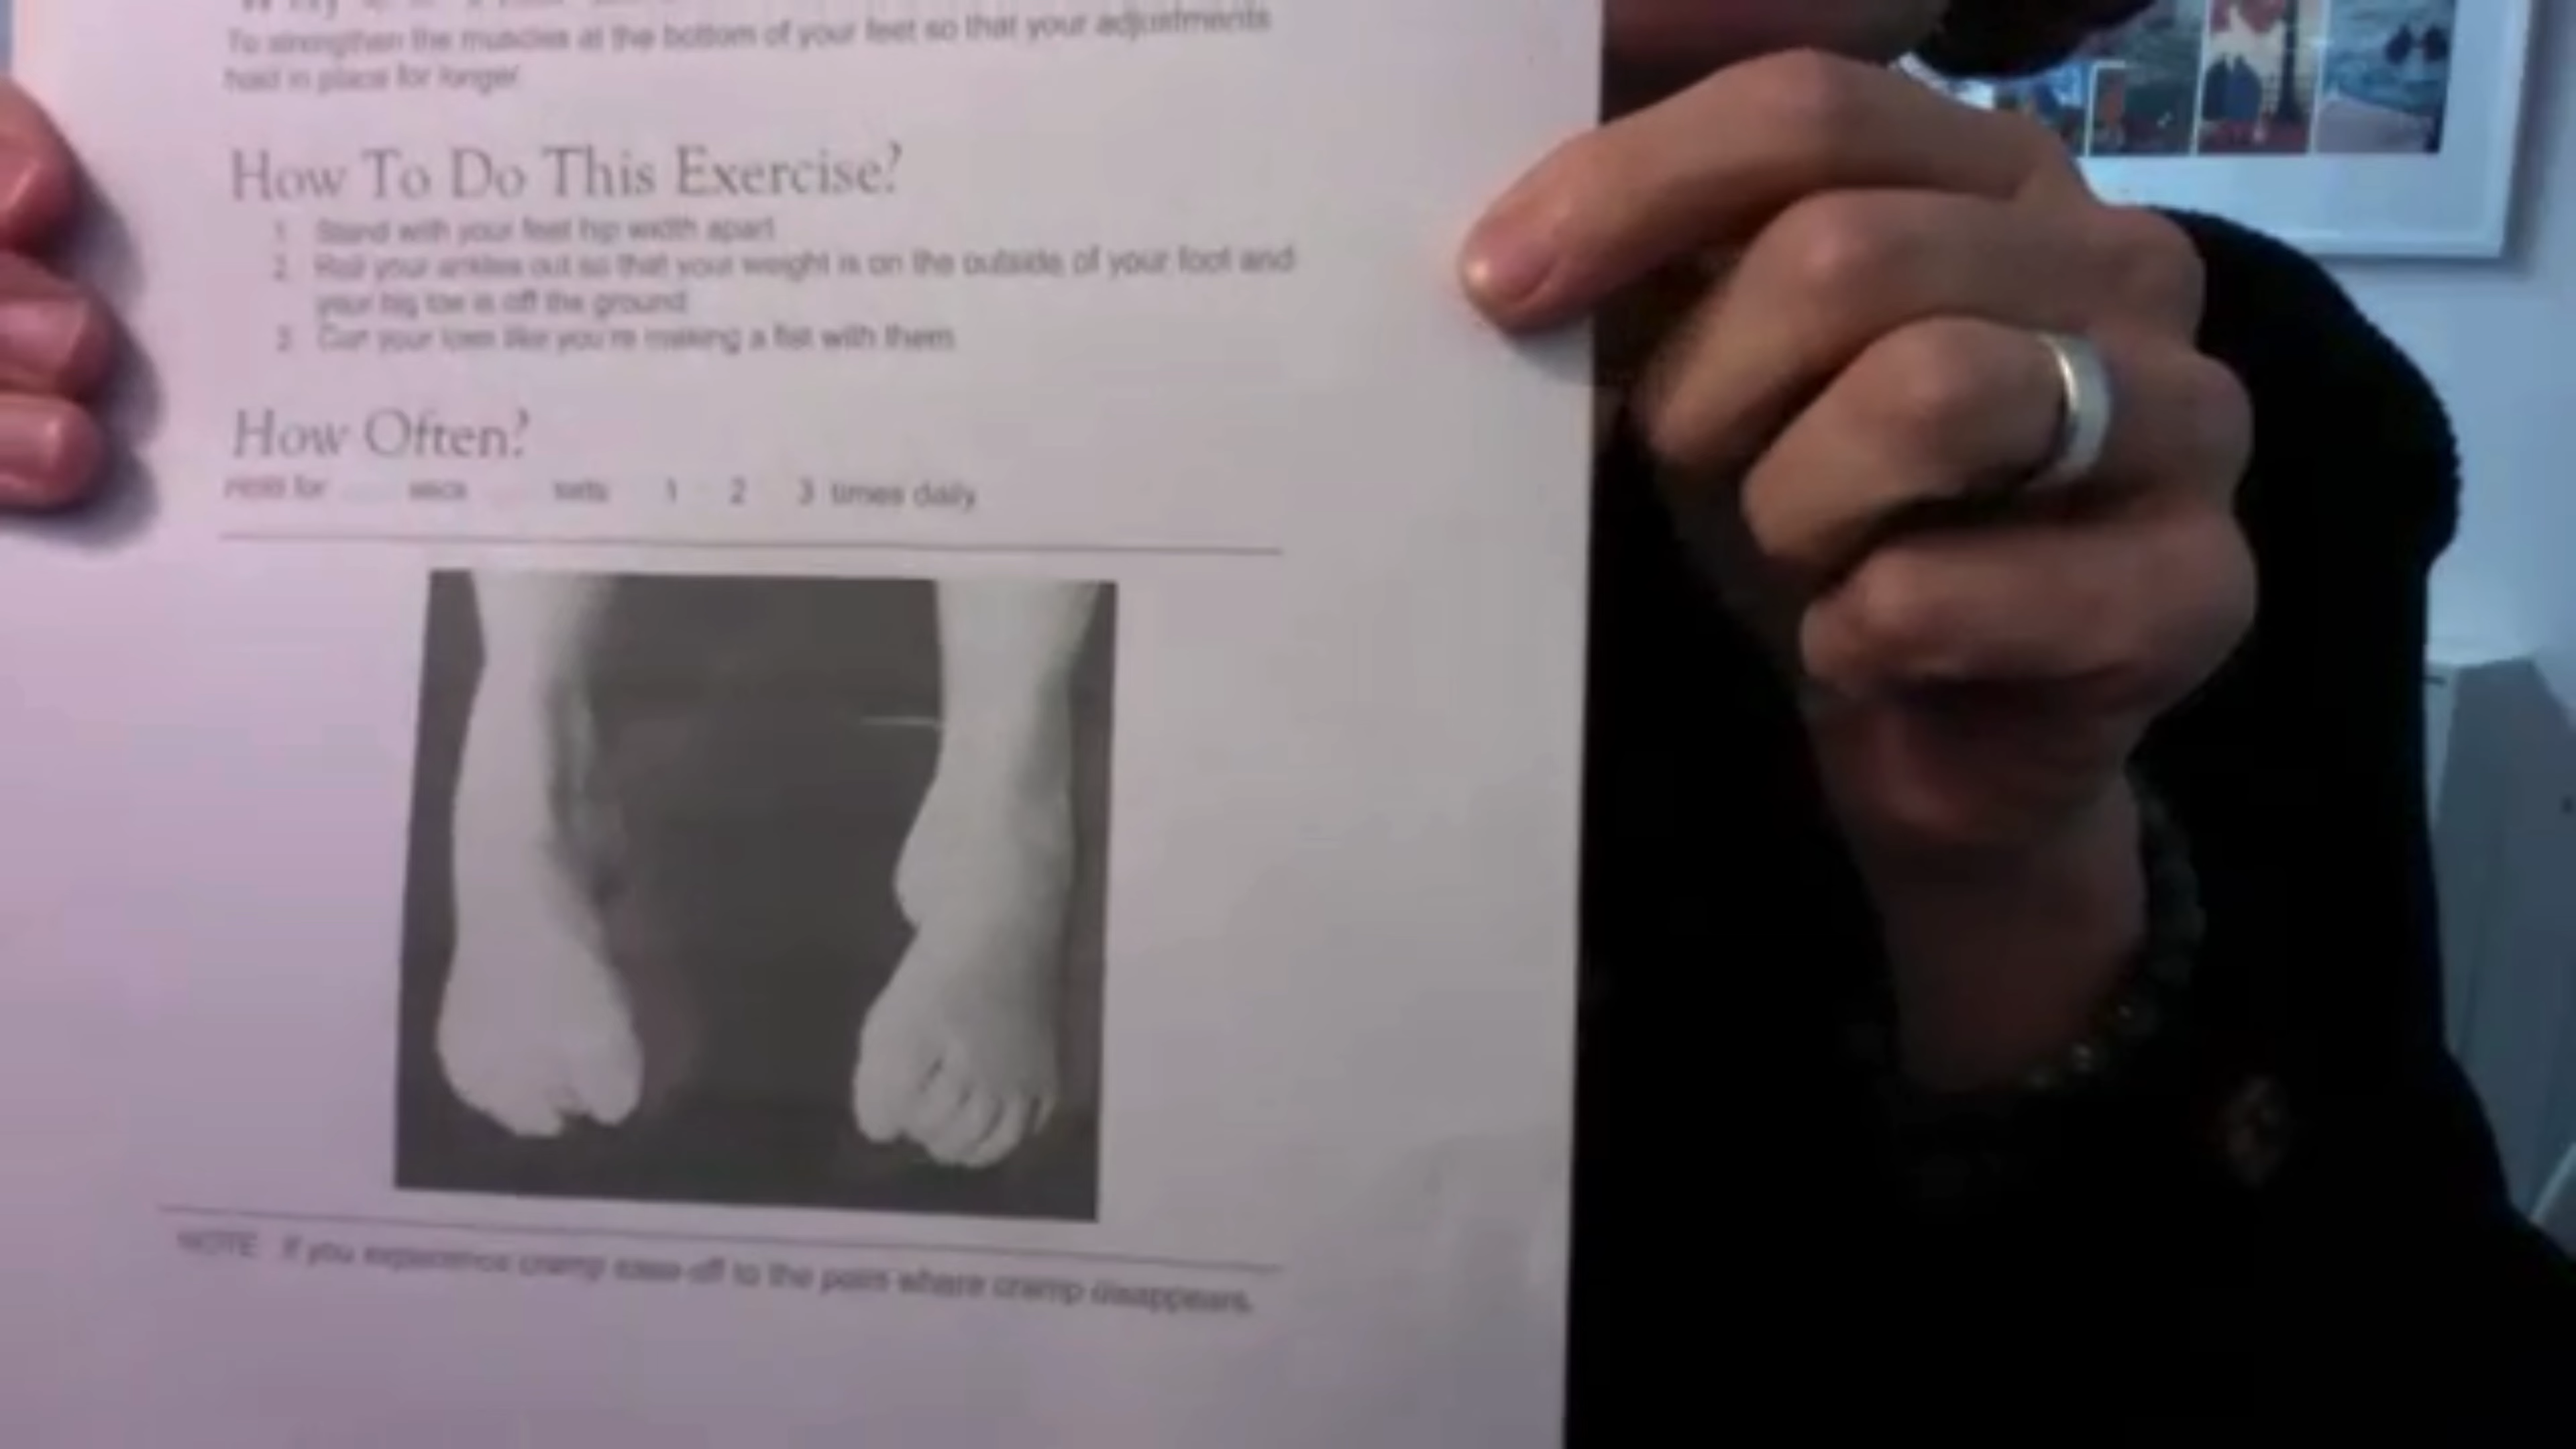 To strengthen the muscles at the bottom of your feet so that your adjustments
hold in place for longer.
How To Do This Exercise?
1. Stand with your feet hip width apart
2. Roll your ankles out so that your weight is on the outside of your foot and
your big toe is off the ground
3. Curl your toes like you're making a fist with them
How Often?
Hold for secs sets 1 2 3 times daily
NOTE: If you experience cramp ease-off to the point where cramp disappears.